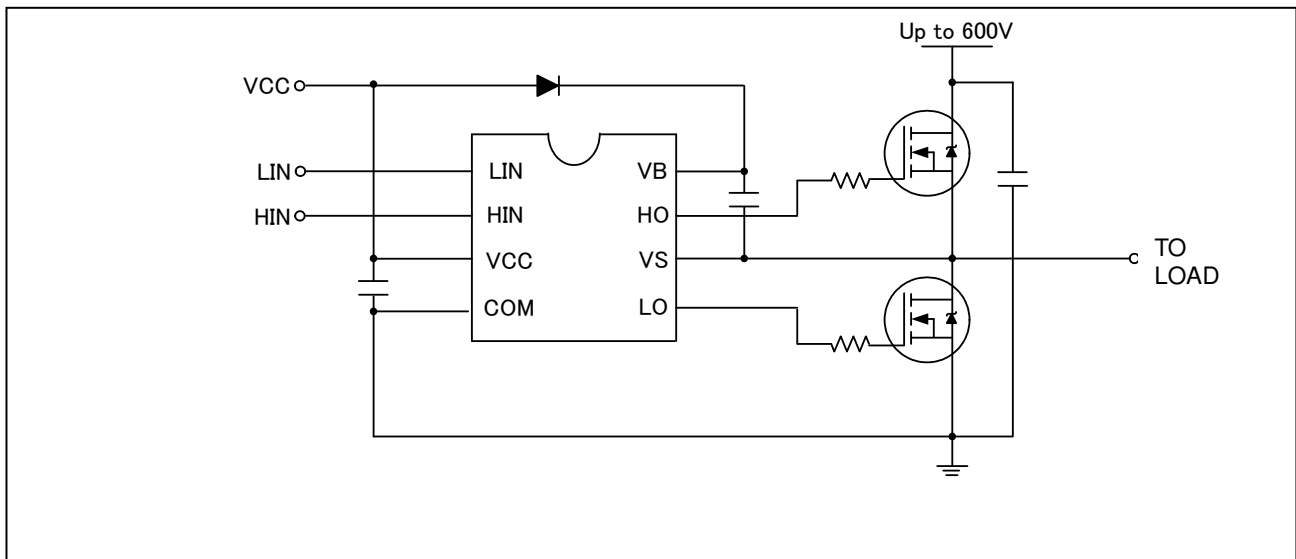 Up to 600V
VCC
LIN
HIN
LIN
HIN
VCC
COM
VB
HO
VS
LO
TO
LOAD